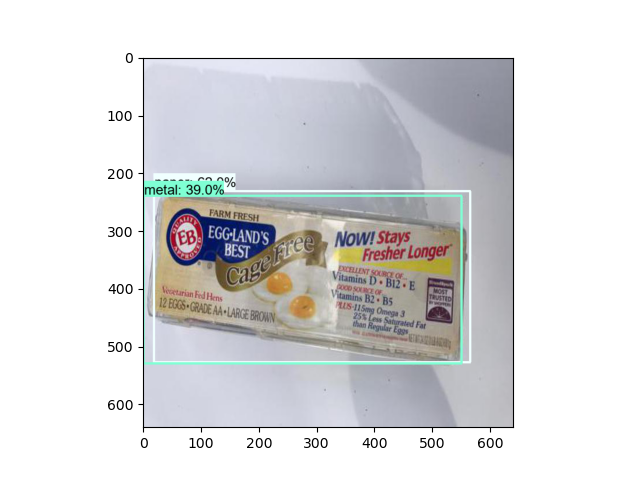 0
100
200
300
400
500
600
0
100
200
300
400
500
600
metal: 39.0%
QUALITY
EB
APPROVED
FARM FRESH
EGG·LAND'S
BEST
Cage Free
Vegetarian Fed Hens
12 EGGS • GRADE AA • LARGE BROWN
NOW! Stays
Fresher Longer
EXCELLENT SOURCE OF...
Vitamins D • B12 • E
GOOD SOURCE OF
Vitamins B2 • B5
PLUS-115mg Omega 3
25% Less Saturated Fat
than Regular Eggs
MOST
TRUSTED